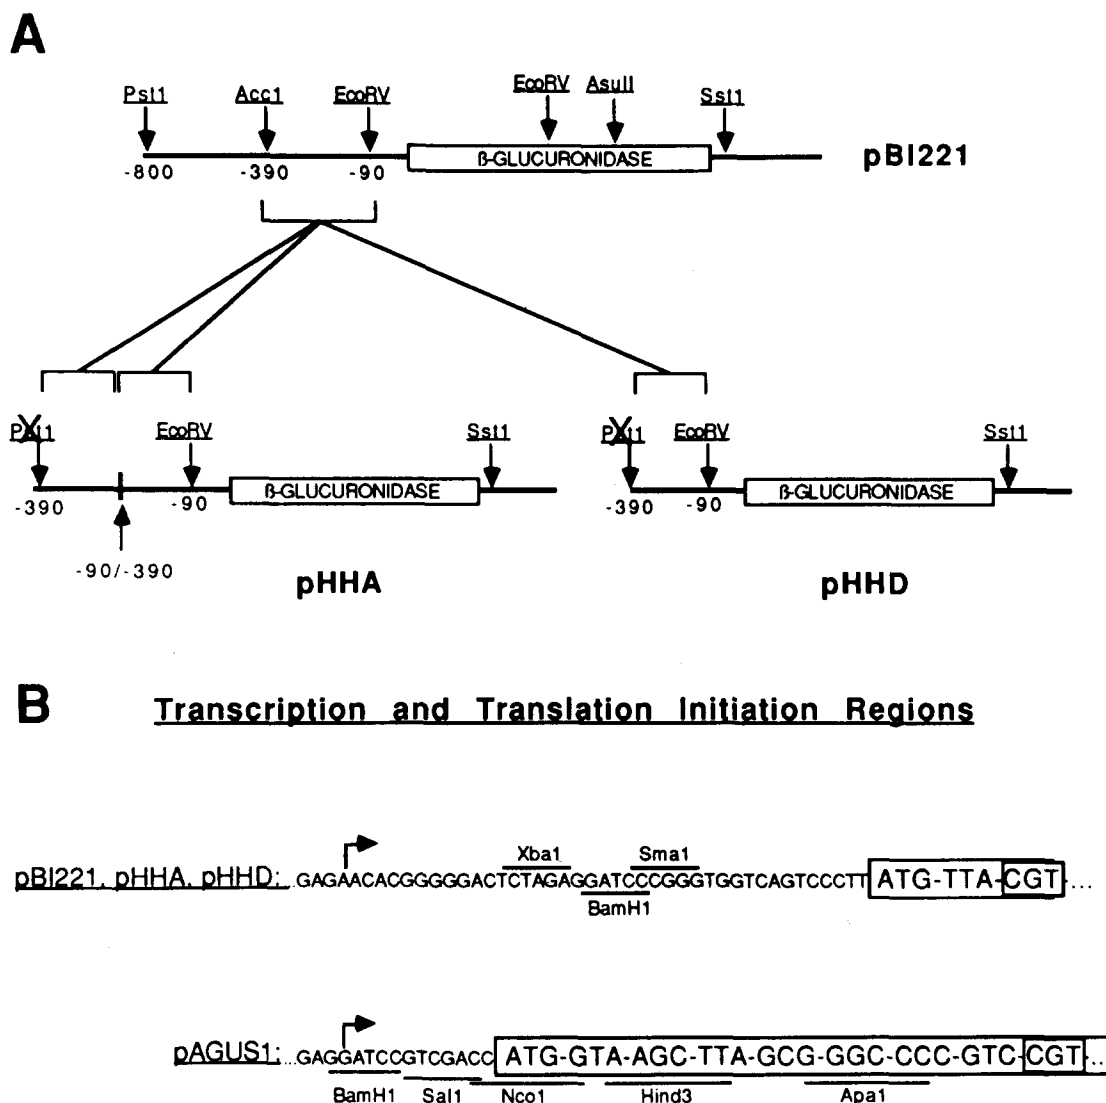 A
Pst1 Acc1 EcoRV EcoRV AsuII Sst1
ß-GLUCURONIDASE pBI221
-800 -390 -90
EcoRV Sst1 EcoRV Sst1
ß-GLUCURONIDASE ß-GLUCURONIDASE
-390 -90 -390 -90
-90/-390
pHHA pHHD
B Transcription and Translation Initiation Regions
Xba1 Sma1
pBI221, pHHA, pHHD: ...GAGAACACGGGGGACTCTAGAGGATCCCCGGGTGGTCAGTCCCTT ATG-TTA-CGT-...
BamH1
pAGUS1: ...GAGGATCCGTCGACC ATG-GTA-AGC-TTA-GCG-GGC-CCC-GTC-CGT-...
BamH1 Sal1 Nco1 Hind3 Apa1